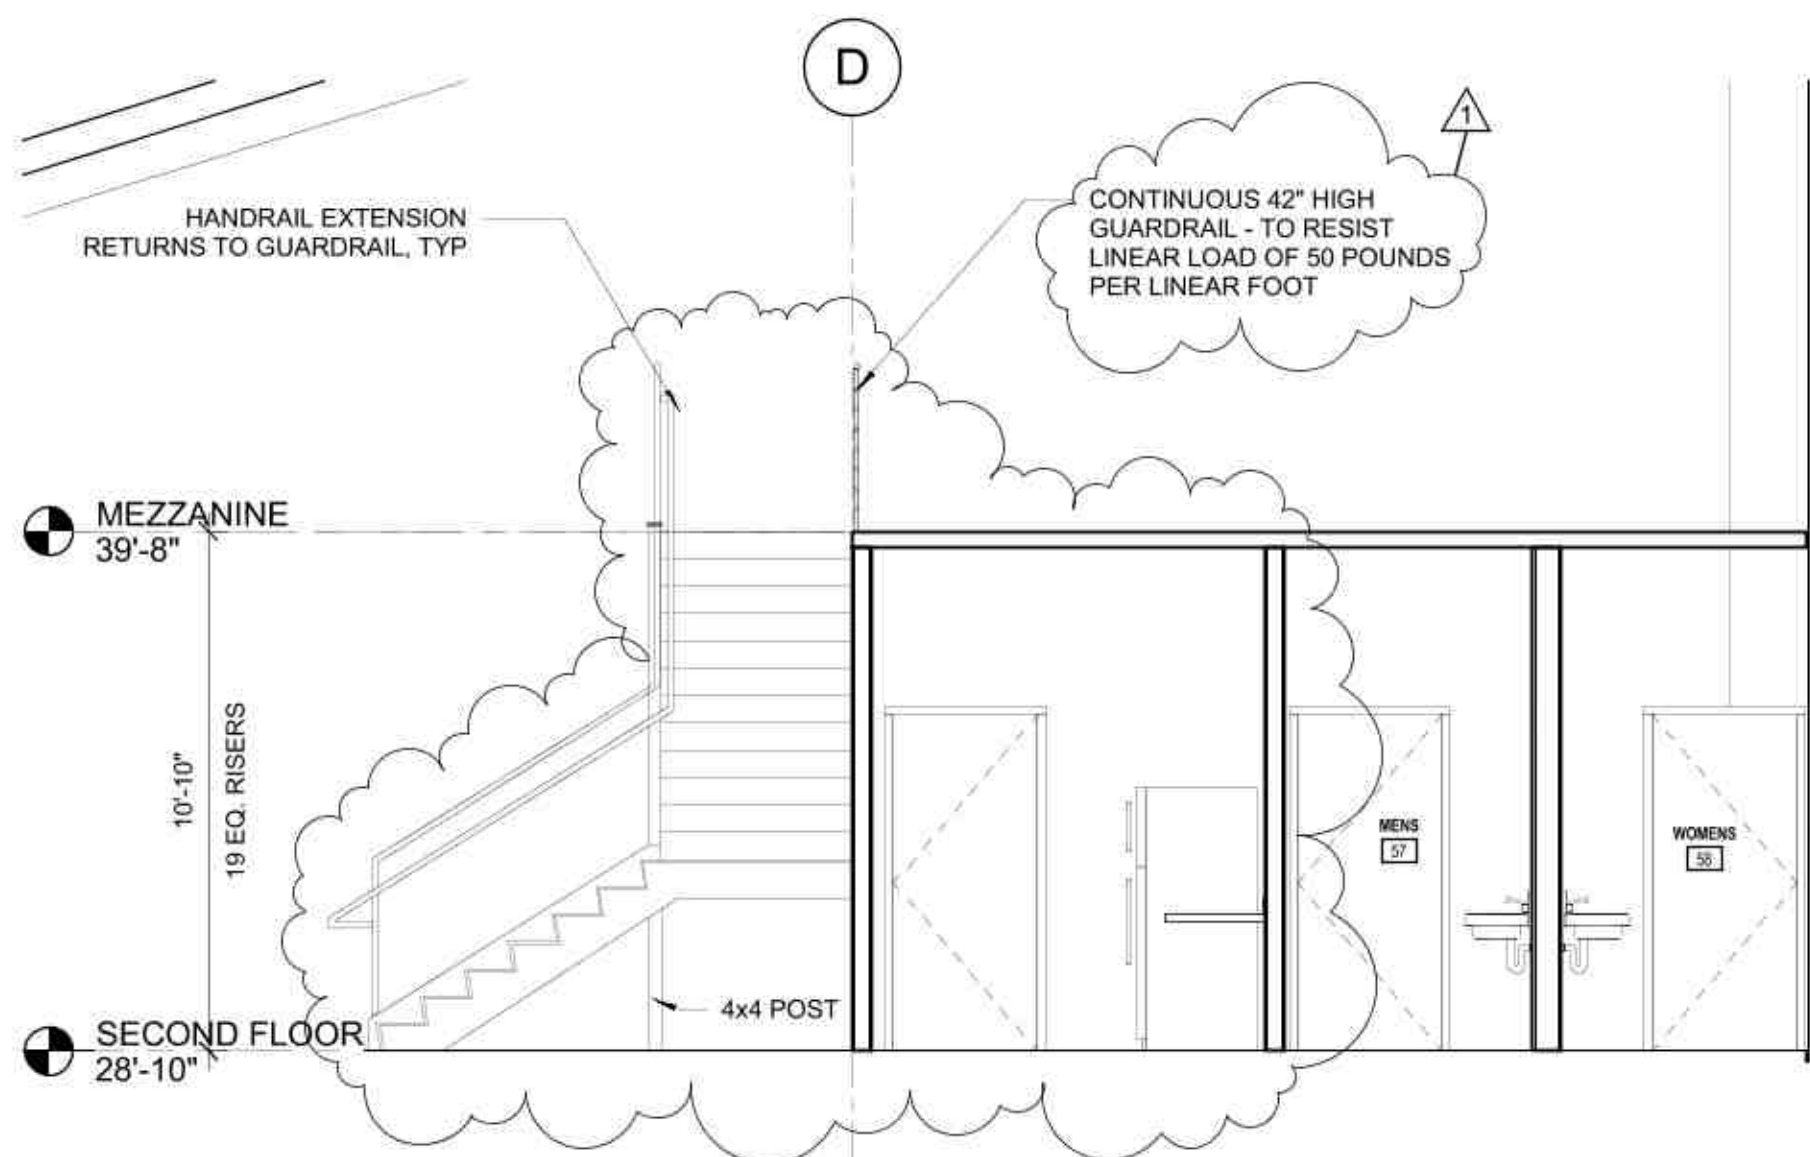 D
1
HANDRAIL EXTENSION
RETURNS TO GUARDRAIL, TYP
CONTINUOUS 42" HIGH
GUARDRAIL - TO RESIST
LINEAR LOAD OF 50 POUNDS
PER LINEAR FOOT
MEZZANINE
39'-8"
10'-10"
19 EQ. RISERS
MENS
57
WOMENS
58
4x4 POST
SECOND FLOOR
28'-10"